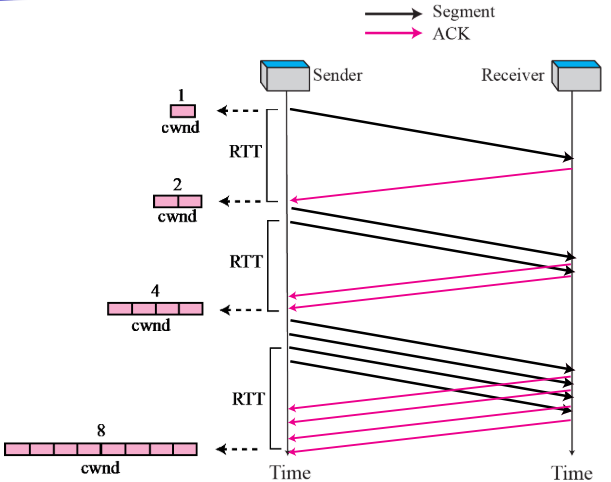 Segment
ACK
Sender
Receiver
1
cwnd
RTT
2
cwnd
RTT
4
cwnd
RTT
8
cwnd
Time
Time